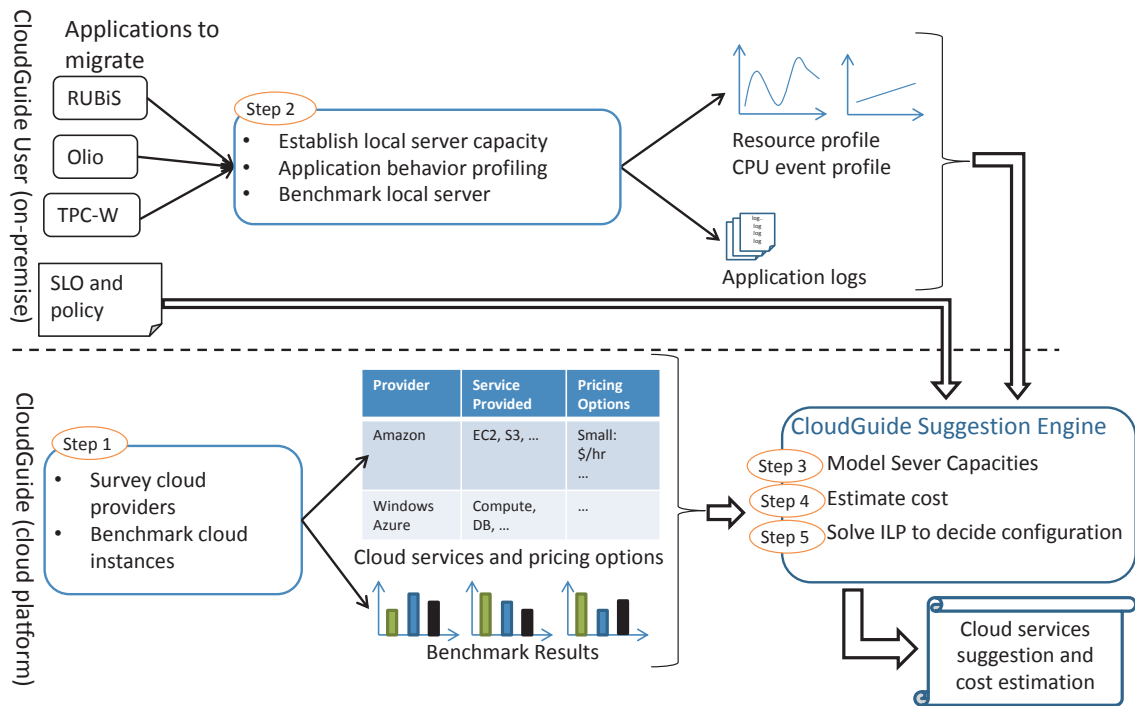 CloudGuide User (on-premise)
Applications to
migrate
RUBiS
Olio
TPC-W
SLO and
policy
Step 2
• Establish local server capacity
• Application behavior profiling
• Benchmark local server
Resource profile
CPU event profile
log..
log
log
log
Application logs
CloudGuide (cloud platform)
Step 1
• Survey cloud
providers
• Benchmark cloud
instances
Provider Service Pricing
Provided Options
Amazon EC2, S3, … Small:
$/hr
…
Windows Compute, …
Azure DB, …
Cloud services and pricing options
Benchmark Results
CloudGuide Suggestion Engine
Step 3 Model Sever Capacities
Step 4 Estimate cost
Step 5 Solve ILP to decide configuration
Cloud services
suggestion and
cost estimation